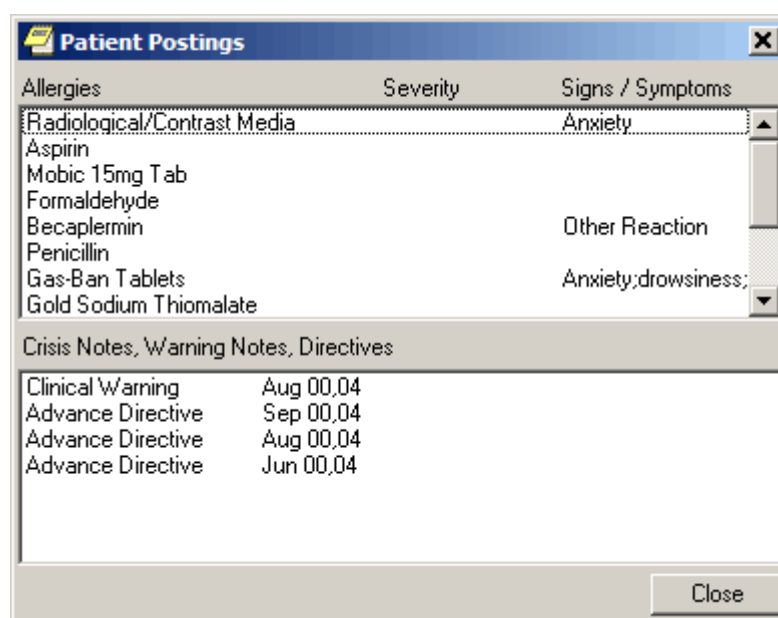 Patient Postings
Allergies Severity Signs / Symptoms
Radiological/Contrast Media Anxiety
Aspirin
Mobic 15mg Tab
Formaldehyde
Becaplermin Other Reaction
Penicillin
Gas-Ban Tablets Anxiety;drowsiness;
Gold Sodium Thiomalate
Crisis Notes, Warning Notes, Directives
Clinical Warning Aug 00,04
Advance Directive Sep 00,04
Advance Directive Aug 00,04
Advance Directive Jun 00,04
Close